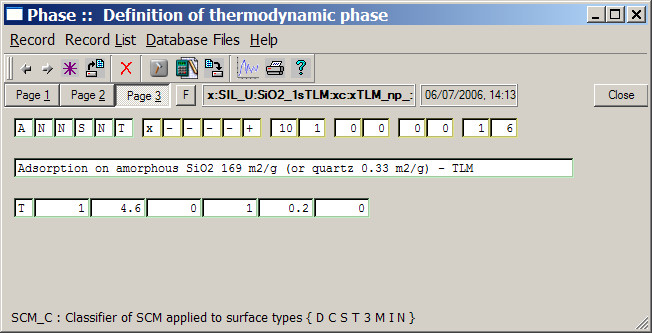 Phase :: Definition of thermodynamic phase
Record Record List Database Files Help
Page 1 Page 2 Page 3 F x:SIL_U:SiO2_1sTLM:xc:xTLM_np_: 06/07/2006, 14:13 Close
A N N S N T x - - - - + 10 1 0 0 0 0 1 6
Adsorption on amorphous SiO2 169 m2/g (or quartz 0.33 m2/g) - TLM
T 1 4.6 0 1 0.2 0
SCM_C : Classifier of SCM applied to surface types { D C S T 3 M I N }